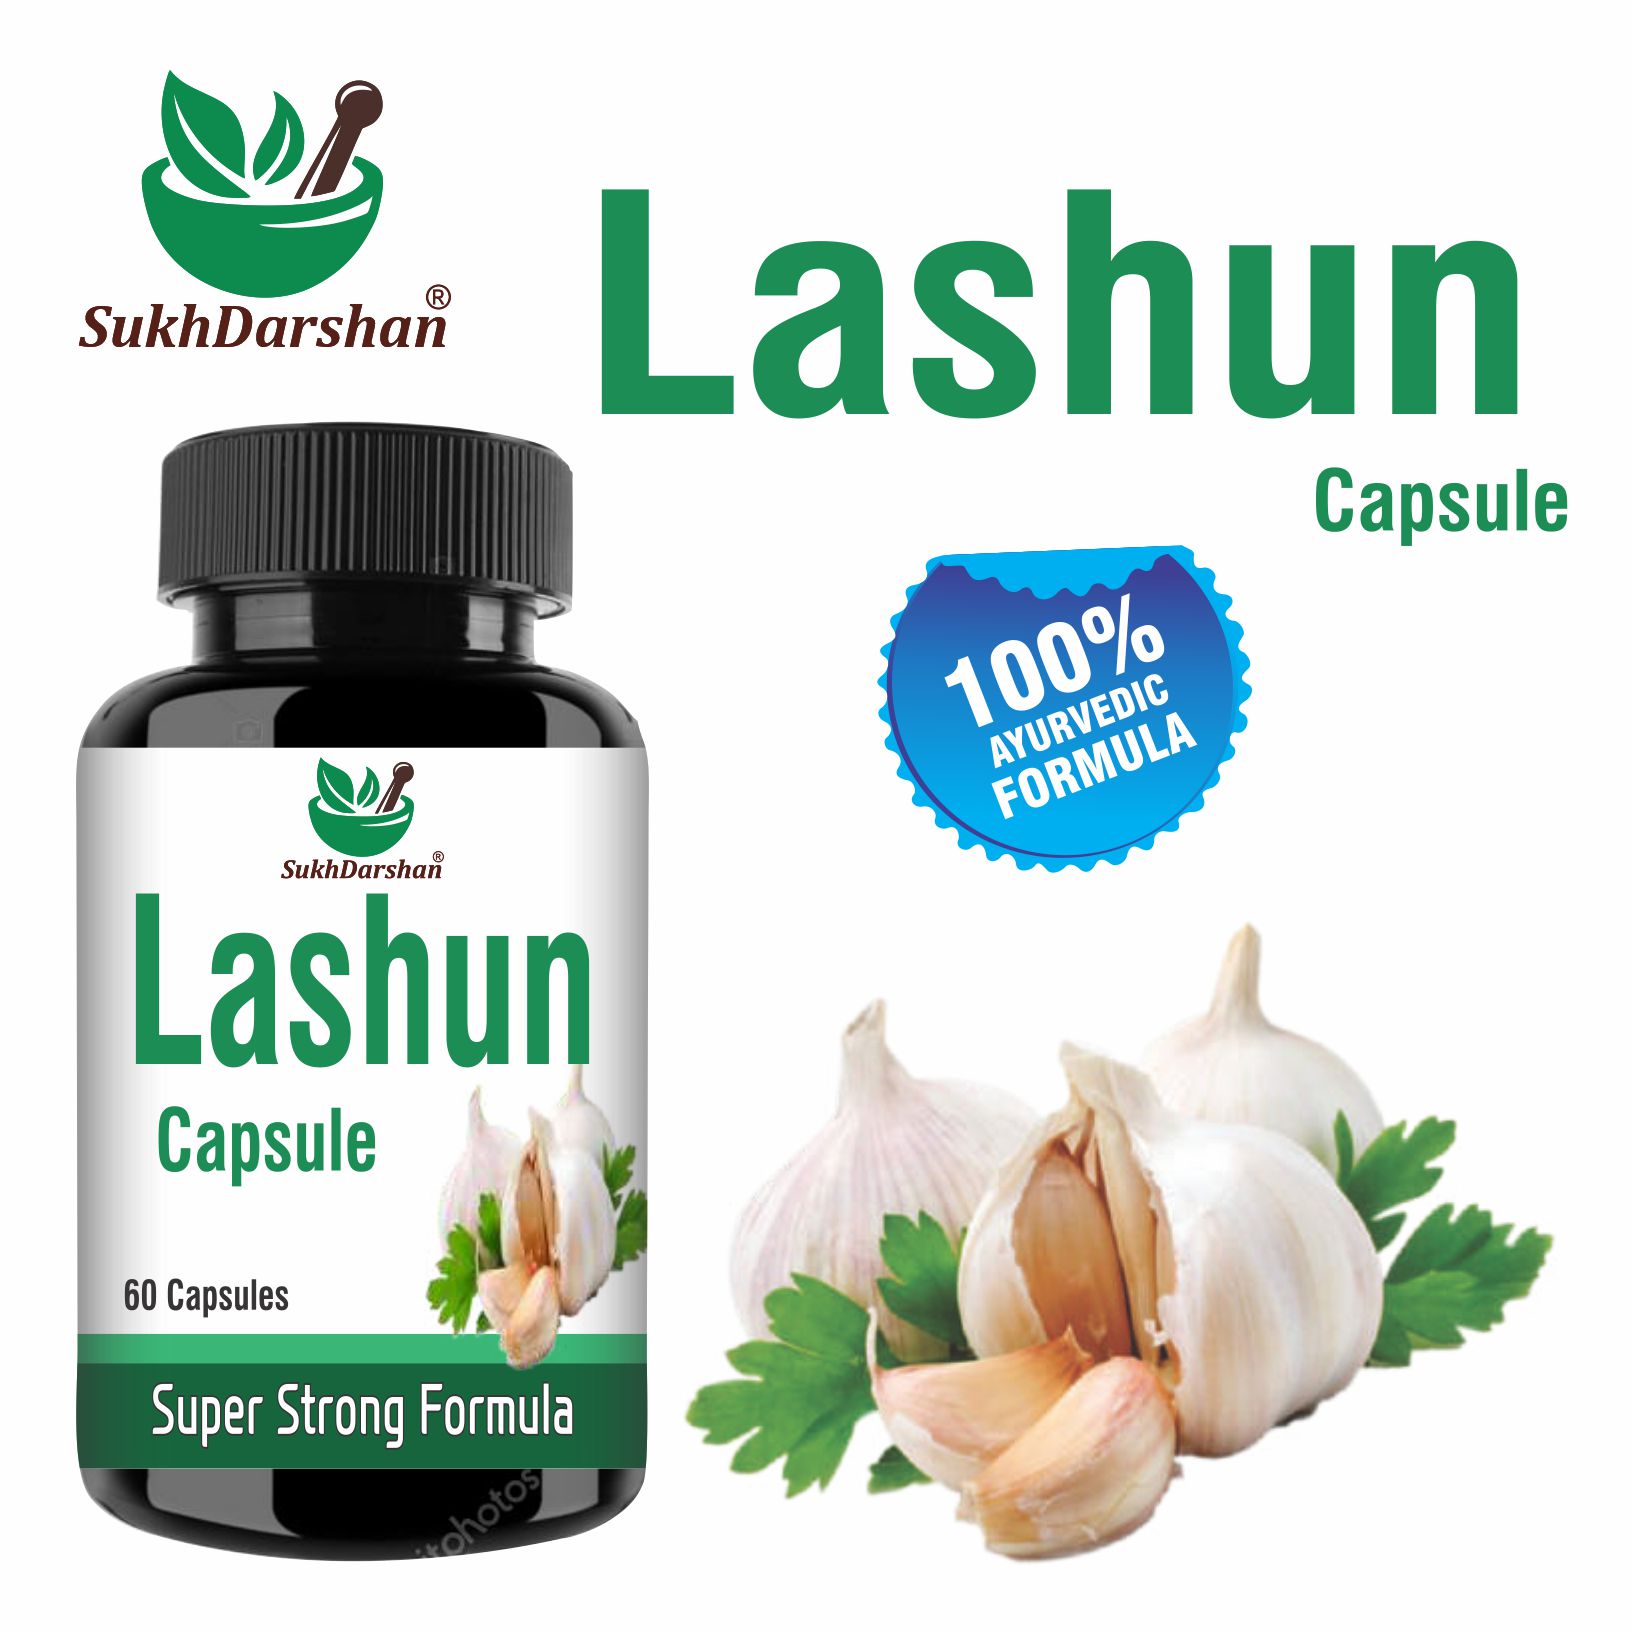 SukhDarshan®
Lashun
Capsule
100%
AYURVEDIC
FORMULA
SukhDarshan®
Lashun
Capsule
60 Capsules
Super Strong Formula